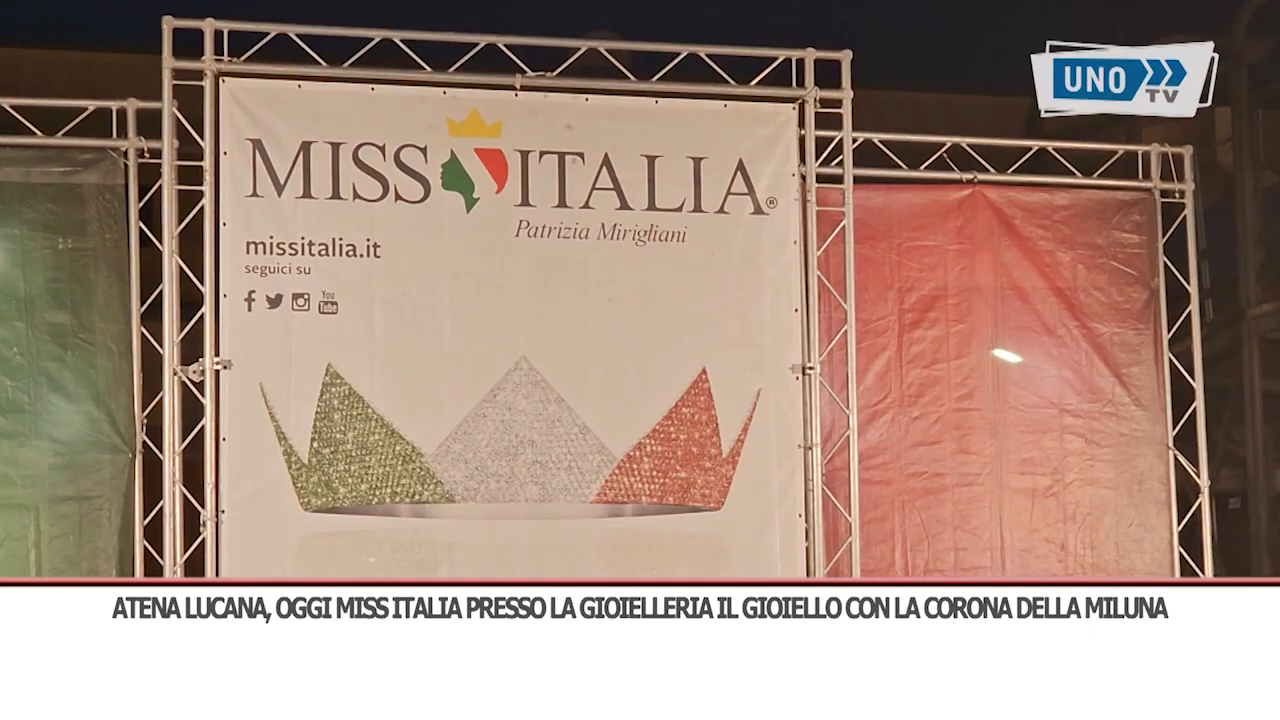 UNO
TV
MISS ITALIA®
Patrizia Mirigliani
missitalia.it
seguici su
You
Tube
ATENA LUCANA, OGGI MISS ITALIA PRESSO LA GIOIELLERIA IL GIOIELLO CON LA CORONA DELLA MILUNA